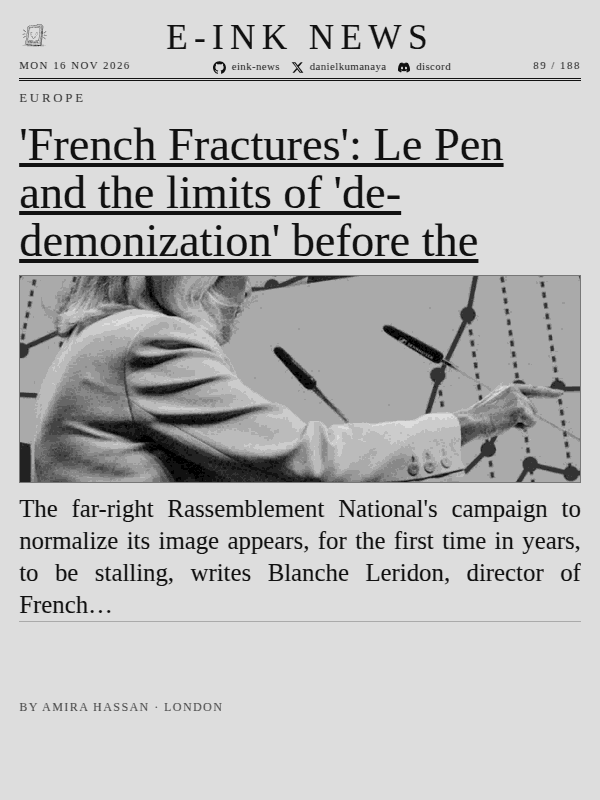 E-INK NEWS
MON 16 NOV 2026
eink-news
danielkumanaya
discord
89 / 188
EUROPE
'French Fractures': Le Pen
and the limits of 'de-
demonization' before the
The far-right Rassemblement National's campaign to
normalize its image appears, for the first time in years,
to be stalling, writes Blanche Leridon, director of
French…
BY AMIRA HASSAN · LONDON